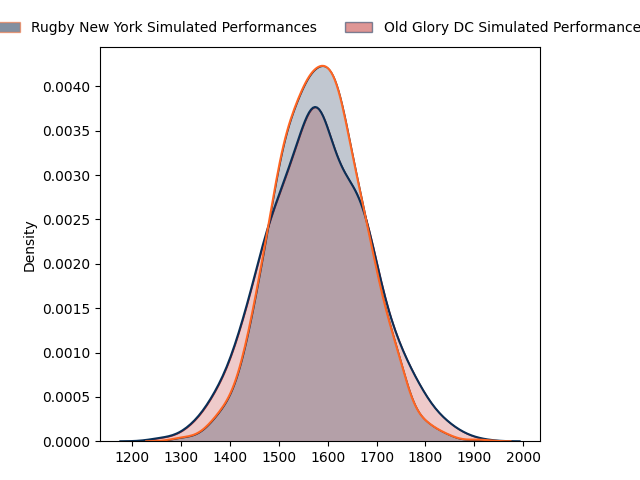 Rugby New York Simulated Performances
Old Glory DC Simulated Performance
Density
0.0040
0.0035
0.0030
0.0025
0.0020
0.0015
0.0010
0.0005
0.0000
1200 1300 1400 1500 1600 1700 1800 1900 2000